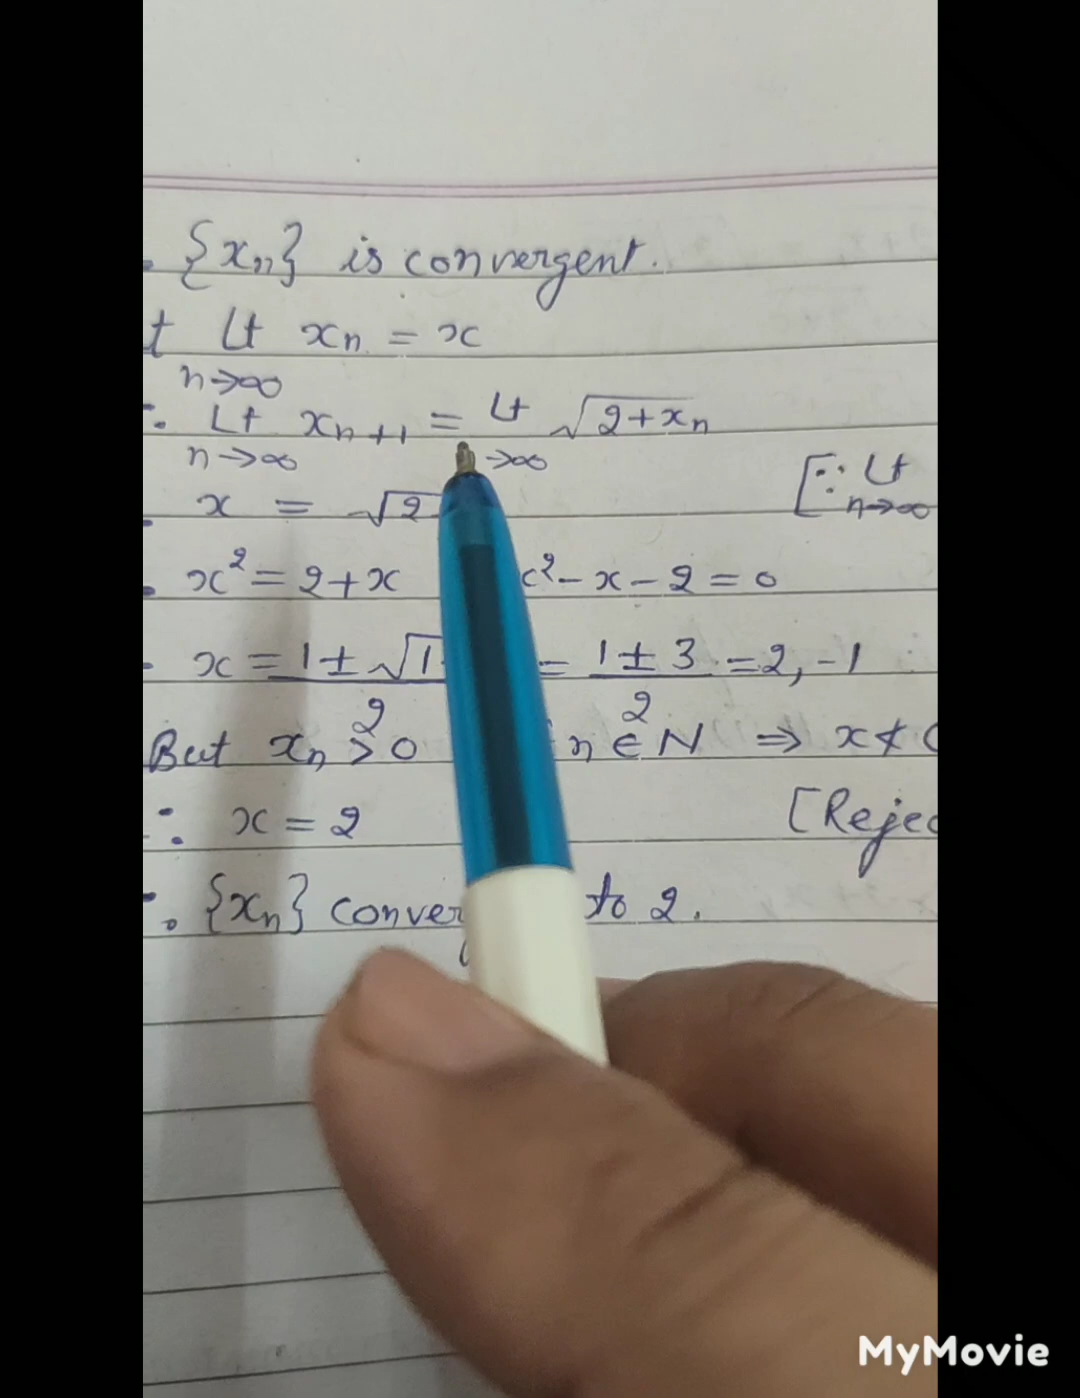 . {xn} is convergent.
t Lt xn = x
n→∞
∴ Lt xn+1 = Lt √2+xn
n→∞ →∞
x = √2 [∵ Lt
n→∞
x² = 2+x x²-x-2=0
x = 1±√1 = 1±3 = 2, -1
2 2
But xn > 0 n ∈ N ⇒ x ≮
∴ x = 2 [Rejec
∴ {xn} conver to 2.
MyMovie